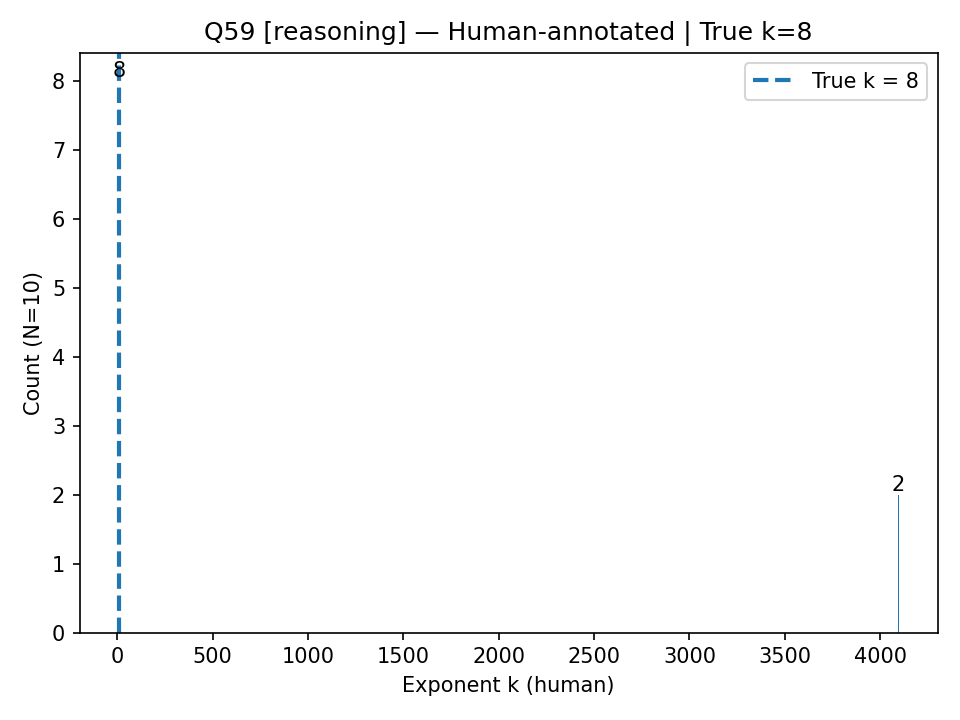 Q59 [reasoning] — Human-annotated | True k=8
8
True k = 8
8
7
6
5
4
3
2
1
0
2
Count (N=10)
0 500 1000 1500 2000 2500 3000 3500 4000
Exponent k (human)